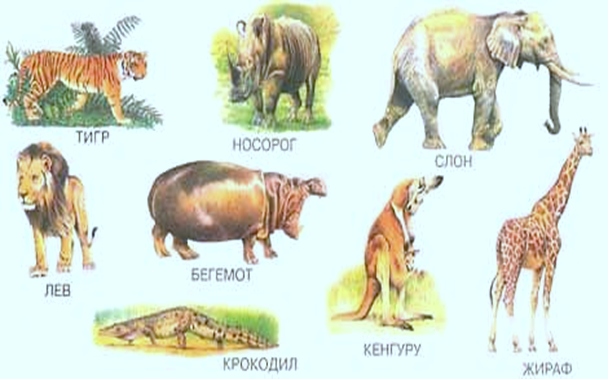 ТИГР
НОСОРОГ
СЛОН
ЛЕВ
БЕГЕМОТ
КЕНГУРУ
ЖИРАФ
КРОКОДИЛ